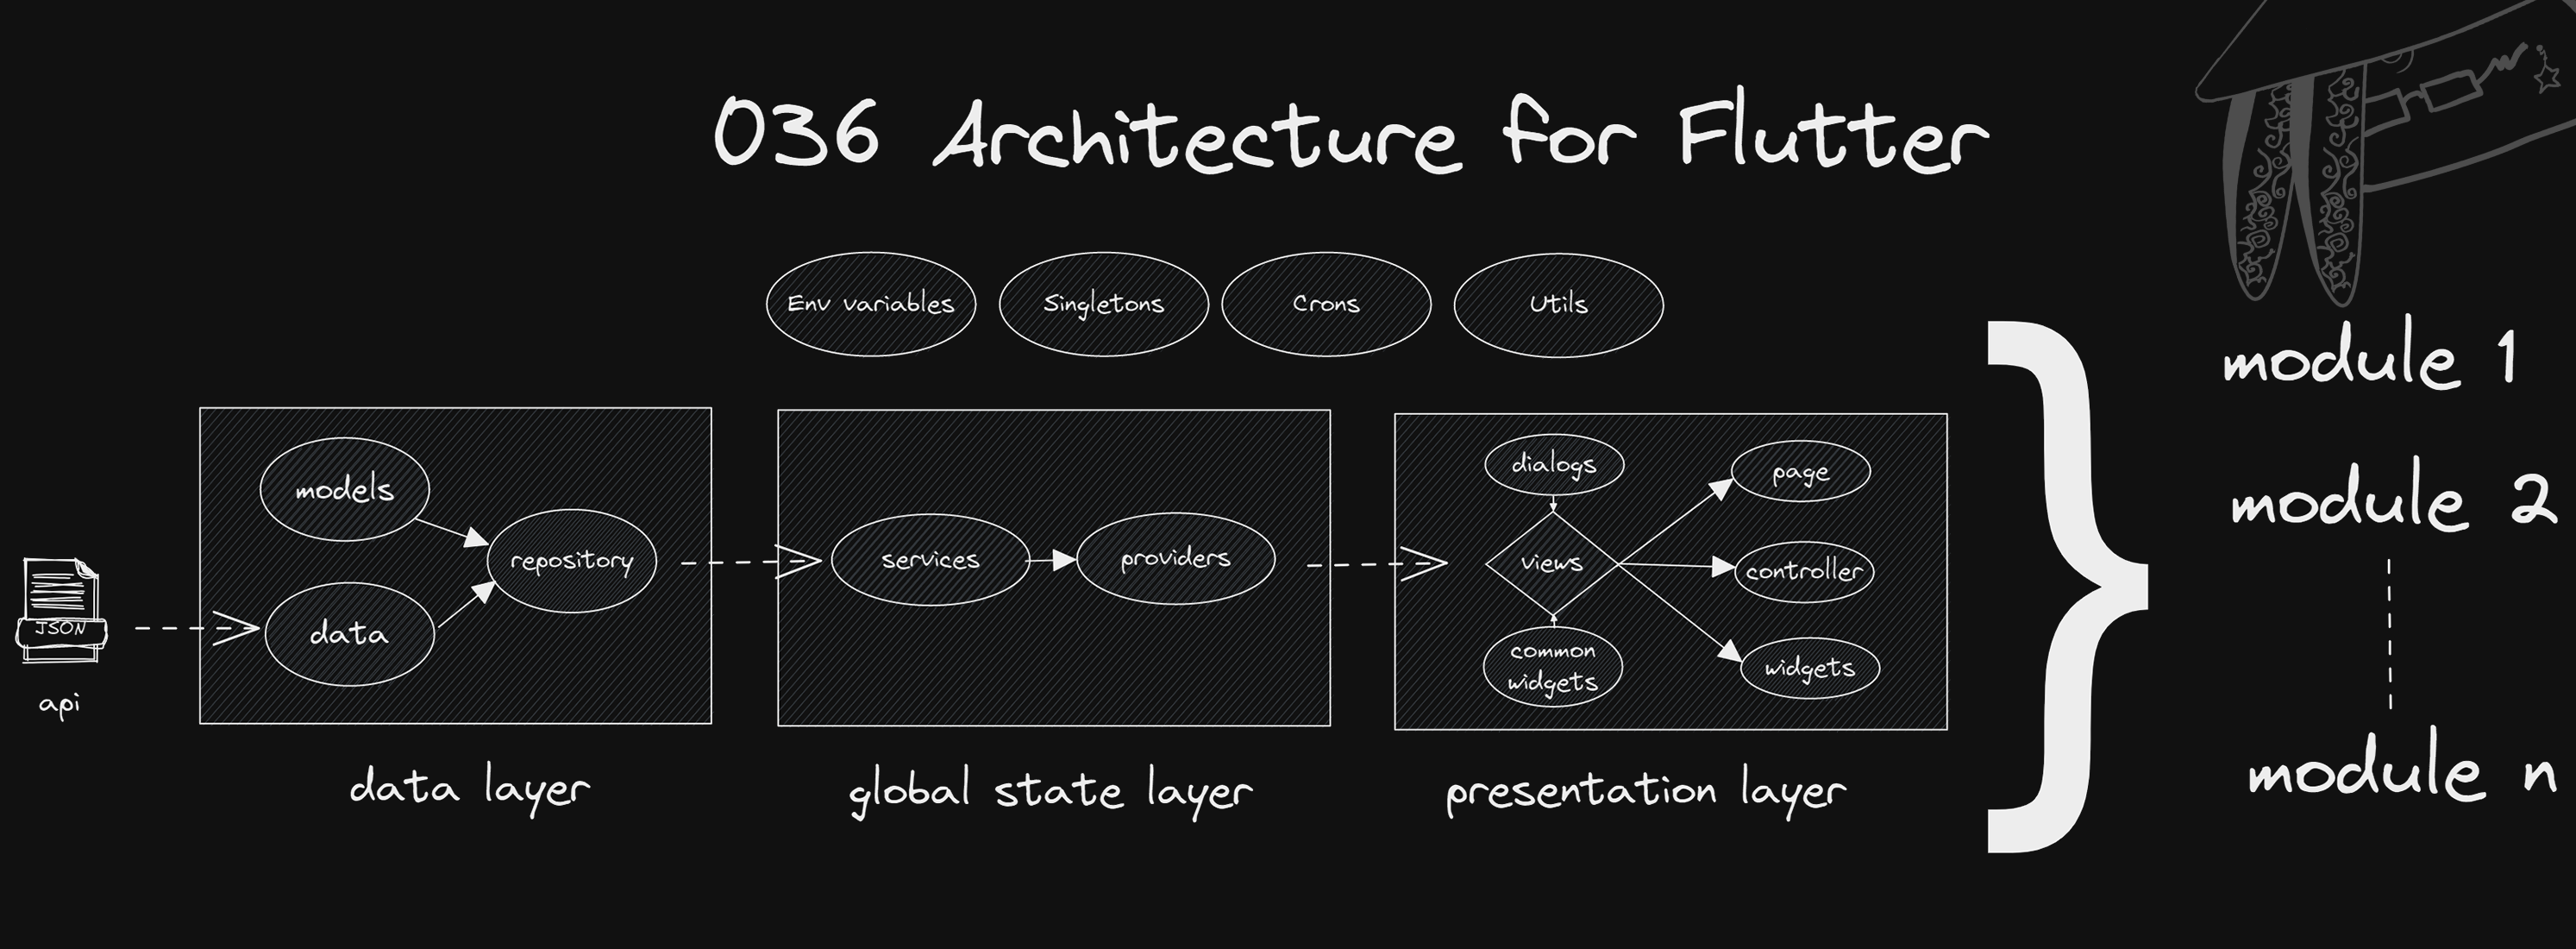 036 Architecture for Flutter
Env variables
Singletons
Crons
Utils
JSON
api
models
data
repository
data layer
services
providers
global state layer
dialogs
views
common
widgets
page
controller
widgets
presentation layer
}
module 1
module 2
module n